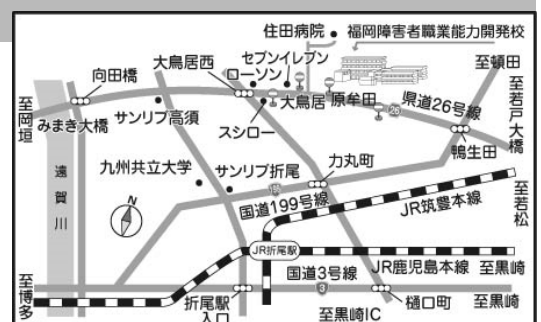 住田病院
福岡障害者職業能力開発校
セブンイレブン
ローソン
大鳥居西
向田橋
至頓田
至若戸大橋
至岡垣
みまき大橋
サンリブ高須
スシロー
大鳥居
原牟田
県道26号線
26
鴨生田
遠賀川
九州共立大学
サンリブ折尾
力丸町
N
199
国道199号線
JR筑豊本線
至若松
JR折尾駅
国道3号線
JR鹿児島本線
至黒崎
至博多
折尾駅
入口
3
樋口町
至黒崎
至黒崎IC